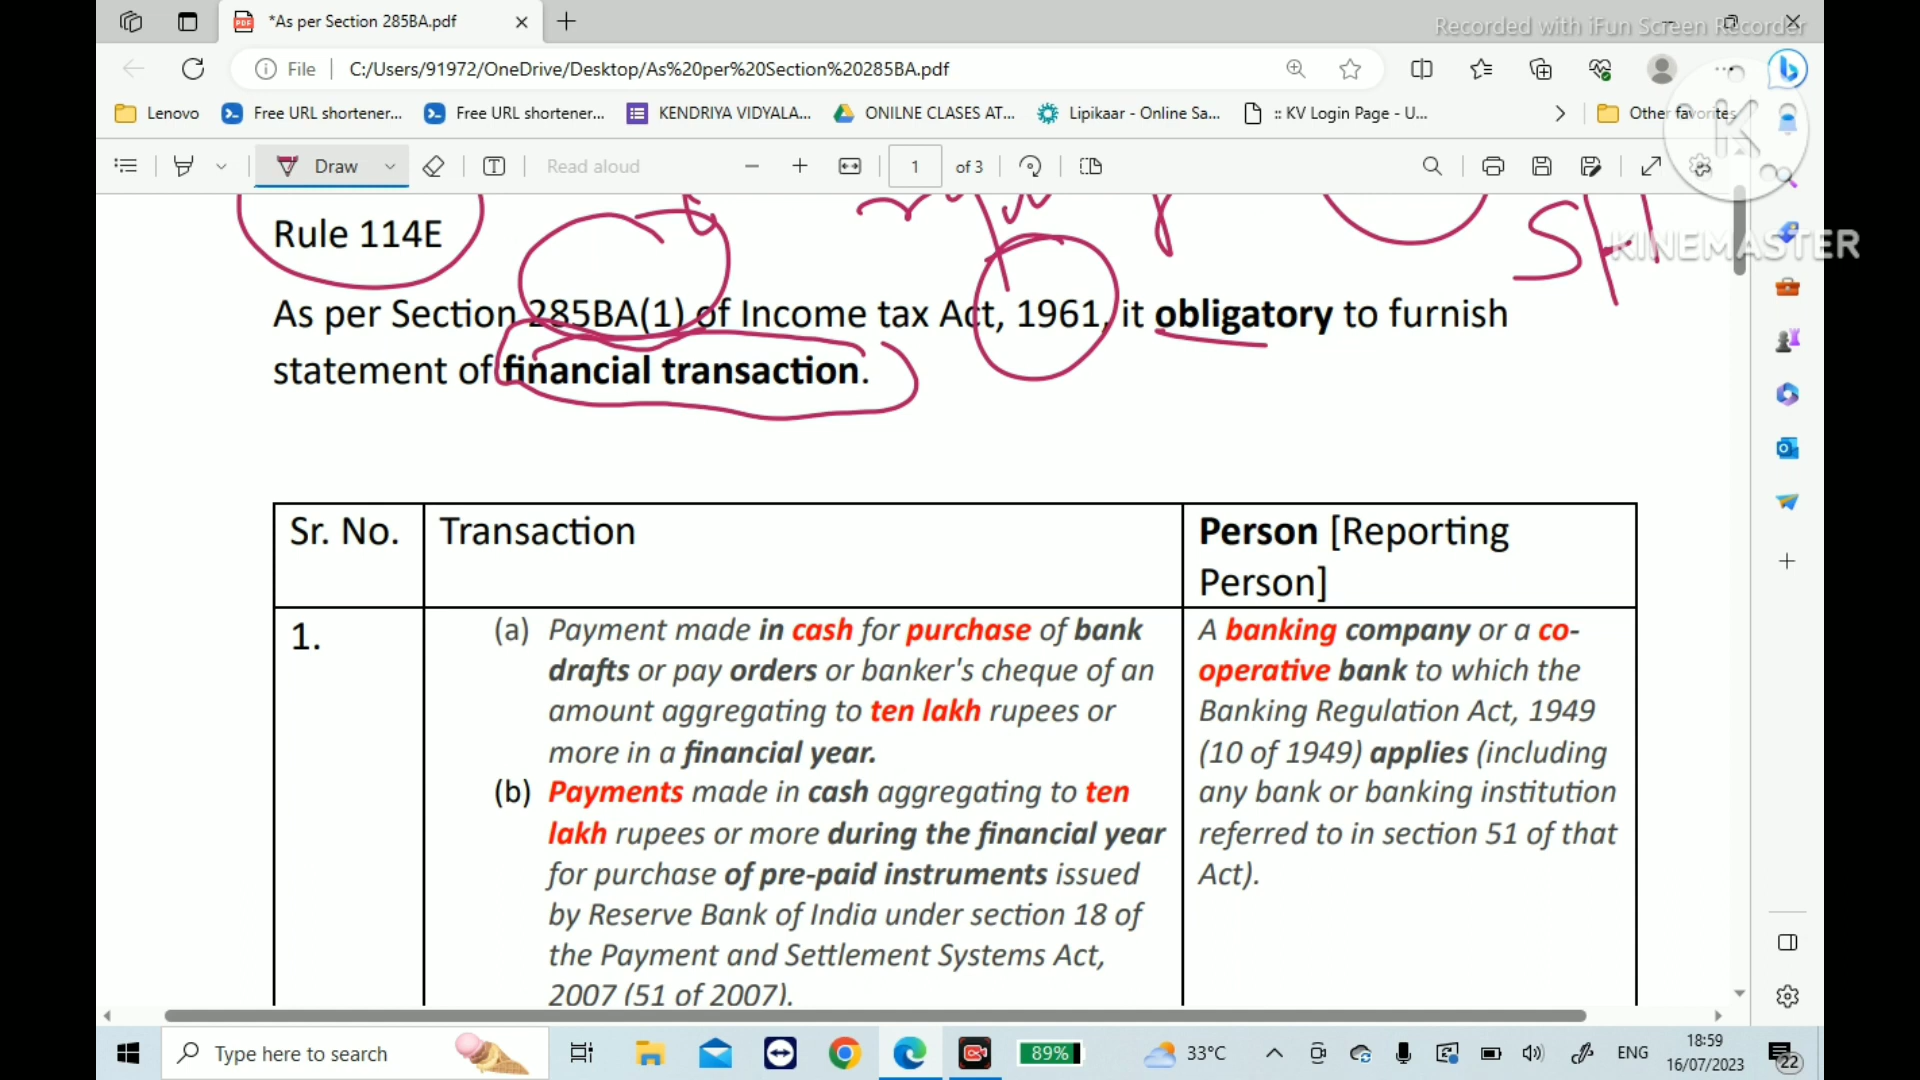 *As per Section 285BA.pdf
Recorded with iFun Screen Recorder
File
C:/Users/91972/OneDrive/Desktop/As%20per%20Section%20285BA.pdf
Lenovo
Free URL shortener...
Free URL shortener...
KENDRIYA VIDYALA...
ONILNE CLASES AT...
Lipikaar - Online Sa...
:: KV Login Page - U...
Other favorites
Draw
Read aloud
1
of 3
KINEMASTER
Rule 114E
As per Section 285BA(1) of Income tax Act, 1961, it obligatory to furnish
statement of financial transaction.
Sr. No.
Transaction
Person [Reporting
Person]
1.
(a) Payment made in cash for purchase of bank
drafts or pay orders or banker's cheque of an
amount aggregating to ten lakh rupees or
more in a financial year.
(b) Payments made in cash aggregating to ten
lakh rupees or more during the financial year
for purchase of pre-paid instruments issued
by Reserve Bank of India under section 18 of
the Payment and Settlement Systems Act,
2007 (51 of 2007).
A banking company or a co-
operative bank to which the
Banking Regulation Act, 1949
(10 of 1949) applies (including
any bank or banking institution
referred to in section 51 of that
Act).
Type here to search
89%
33°C
ENG
18:59
16/07/2023
22